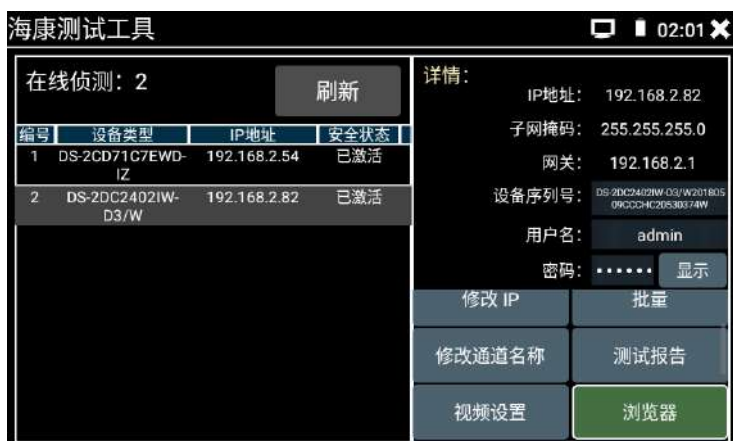 海康测试工具
02:01
在线侦测：2
刷新
编号 设备类型 IP地址 安全状态
1 DS-2CD71C7EWD-IZ 192.168.2.54 已激活
2 DS-2DC2402IW-D3/W 192.168.2.82 已激活
详情：
IP地址： 192.168.2.82
子网掩码： 255.255.255.0
网关： 192.168.2.1
设备序列号： DS-2DC2402IW-D3/W20180509CCCHC20530374W
用户名： admin
密码： •••••• 显示
修改 IP 批量
修改通道名称 测试报告
视频设置 浏览器